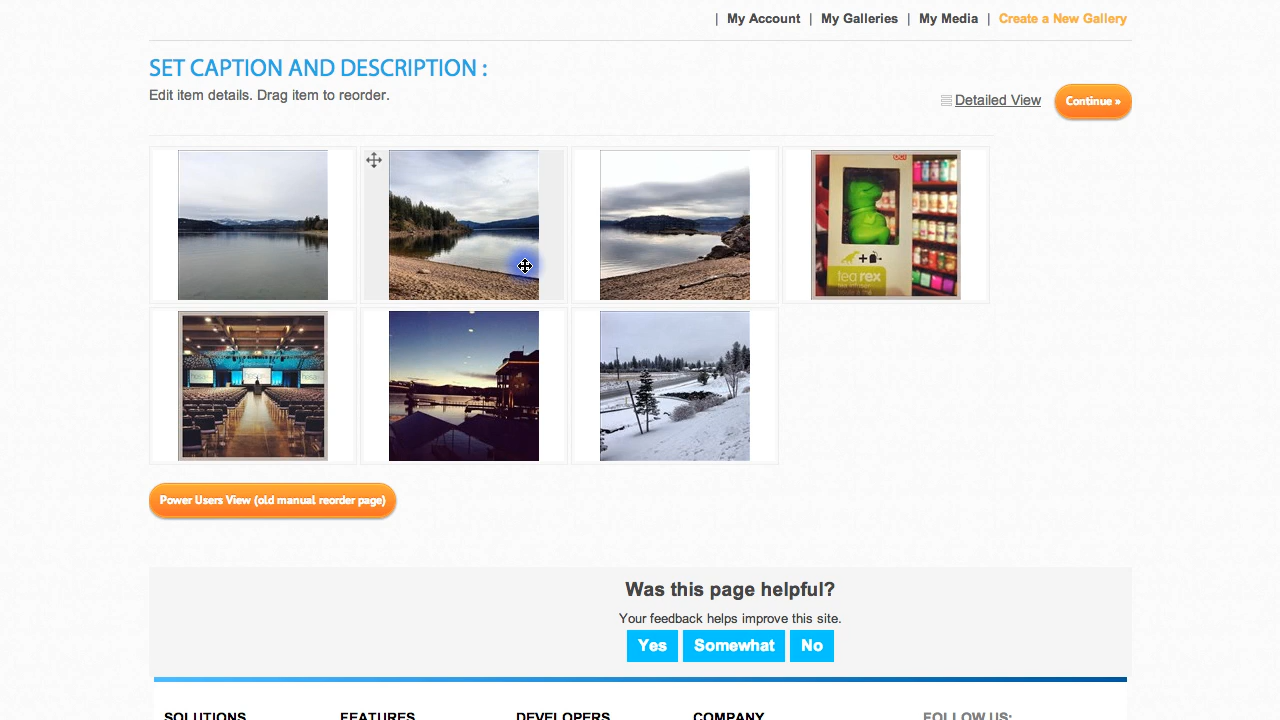 | My Account | My Galleries | My Media | Create a New Gallery
SET CAPTION AND DESCRIPTION :
Edit item details. Drag item to reorder.
Detailed View
Continue »
tea rex
Power Users View (old manual reorder page)
Was this page helpful?
Your feedback helps improve this site.
Yes
Somewhat
No
SOLUTIONS
FEATURES
DEVELOPERS
COMPANY
FOLLOW US: